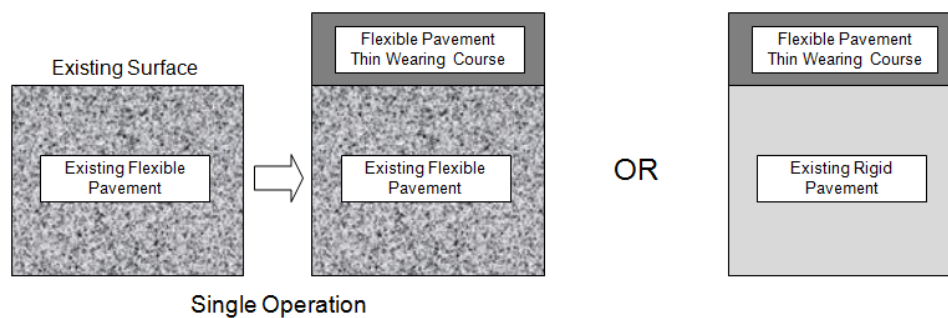 Existing Surface
Existing Flexible
Pavement
Flexible Pavement
Thin Wearing Course
Existing Flexible
Pavement
OR
Flexible Pavement
Thin Wearing Course
Existing Rigid
Pavement
Single Operation